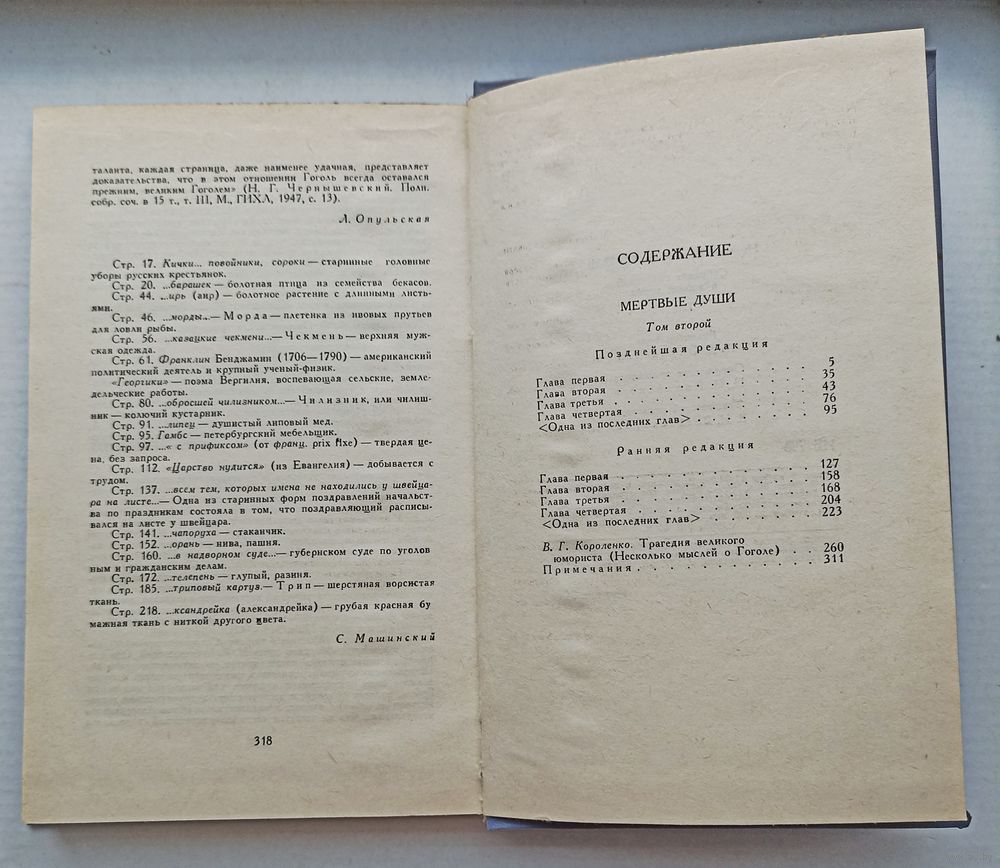 таланта, каждая страница, даже наименее удачная, представляет
доказательства, что в этом отношении Гоголь всегда оставался
прежним, великим Гоголем» (Н. Г. Чернышевский. Полн.
собр. соч. в 15 т., т. III, М., ГИХЛ, 1947, с. 13).
Л. Опульская
Стр. 17. Кички... повойники, сороки — старинные головные
уборы русских крестьянок.
Стр. 20. ...барашек — болотная птица из семейства бекасов.
Стр. 44. ...ирь (аир) — болотное растение с длинными листь-
ями.
Стр. 46. ...морды... — Морда — плетенка из ивовых прутьев
для ловли рыбы.
Стр. 56. ...казацкие чекмени... — Чекмень — верхняя муж-
ская одежда.
Стр. 61. Франклин Бенджамин (1706—1790) — американский
политический деятель и крупный ученый-физик.
«Георгики» — поэма Вергилия, воспевающая сельские, земле-
дельческие работы.
Стр. 80. ...обросшей чилизником... — Чилизник, или чилиш-
ник — колючий кустарник.
Стр. 91. ...липец — душистый липовый мед.
Стр. 95. Гамбс — петербургский мебельщик.
Стр. 97. ...« с прификсом» (от франц. prix fixe) — твердая це-
на, без запроса.
Стр. 112. «Царство нудится» (из Евангелия) — добывается с
трудом.
Стр. 137. ...всем тем, которых имена не находились у швейца-
ра на листе... — Одна из старинных форм поздравлений начальст-
ва по праздникам состояла в том, что поздравляющий расписы-
вался на листе у швейцара.
Стр. 141. ...чапоруха — стаканчик.
Стр. 152. ...орань — нива, пашня.
Стр. 160. ...в надворном суде... — губернском суде по уголов
ным и гражданским делам.
Стр. 172. ...телепень — глупый, разиня.
Стр. 185. ...триповый картуз. — Трип — шерстяная ворсистая
ткань.
Стр. 218. ...ксандрейка (александрейка) — грубая красная бу
мажная ткань с ниткой другого цвета.
С. Машинский
318
СОДЕРЖАНИЕ
МЕРТВЫЕ ДУШИ
Том второй
Позднейшая редакция
Глава первая . . . . . . . . . . 5
Глава вторая . . . . . . . . . . 35
Глава третья . . . . . . . . . . 43
Глава четвертая . . . . . . . . . 76
<Одна из последних глав> . . . . . . 95
Ранняя редакция
Глава первая . . . . . . . . . . 127
Глава вторая . . . . . . . . . . 158
Глава третья . . . . . . . . . . 168
Глава четвертая . . . . . . . . . 204
<Одна из последних глав> . . . . . . 223
В. Г. Короленко. Трагедия великого
юмориста (Несколько мыслей о Гоголе) . . 260
Примечания . . . . . . . . . . 311